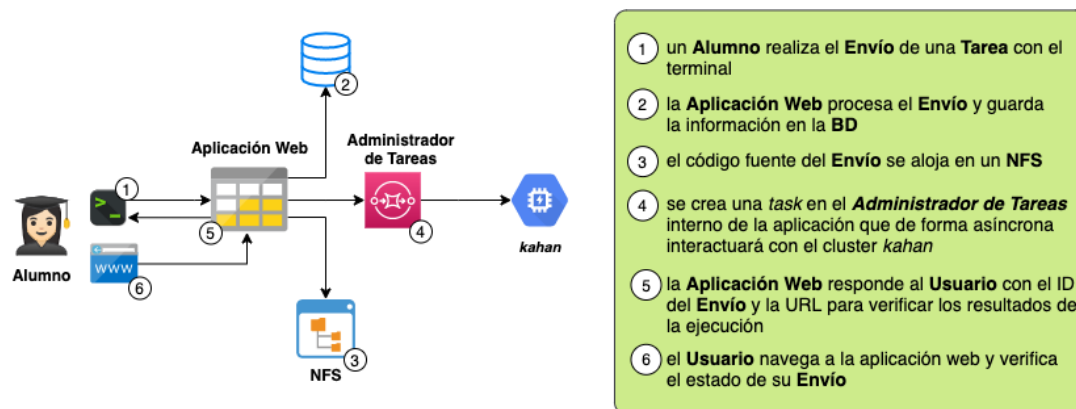 2
Aplicación Web
Administrador
de Tareas
1
>_
5
4
kahan
Alumno
www
6
3
NFS
1 un Alumno realiza el Envío de una Tarea con el
terminal
2 la Aplicación Web procesa el Envío y guarda
la información en la BD
3 el código fuente del Envío se aloja en un NFS
4 se crea una task en el Administrador de Tareas
interno de la aplicación que de forma asíncrona
interactuará con el cluster kahan
5 la Aplicación Web responde al Usuario con el ID
del Envío y la URL para verificar los resultados de
la ejecución
6 el Usuario navega a la aplicación web y verifica
el estado de su Envío